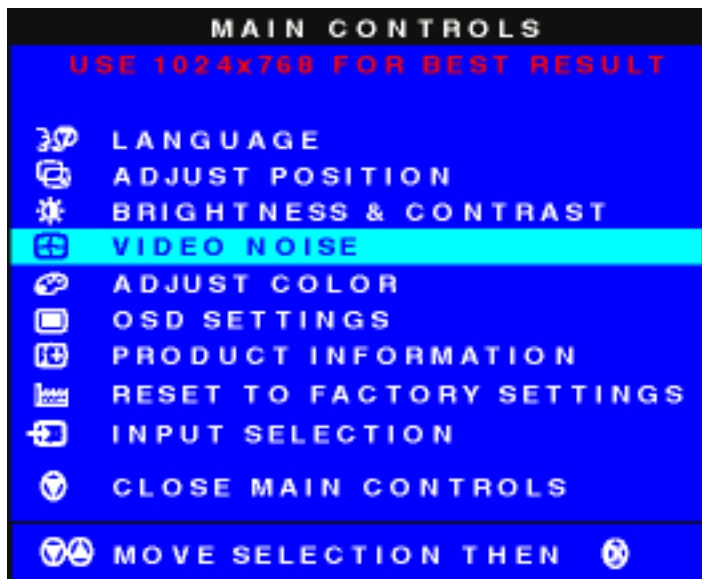 MAIN CONTROLS
USE 1024x768 FOR BEST RESULT
LANGUAGE
ADJUST POSITION
BRIGHTNESS & CONTRAST
VIDEO NOISE
ADJUST COLOR
OSD SETTINGS
PRODUCT INFORMATION
RESET TO FACTORY SETTINGS
INPUT SELECTION
CLOSE MAIN CONTROLS
MOVE SELECTION THEN OK